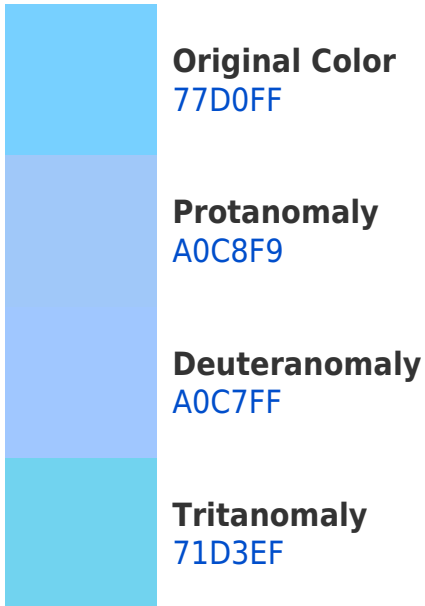 Original Color
77D0FF
Protanomaly
A0C8F9
Deuteranomaly
A0C7FF
Tritanomaly
71D3EF